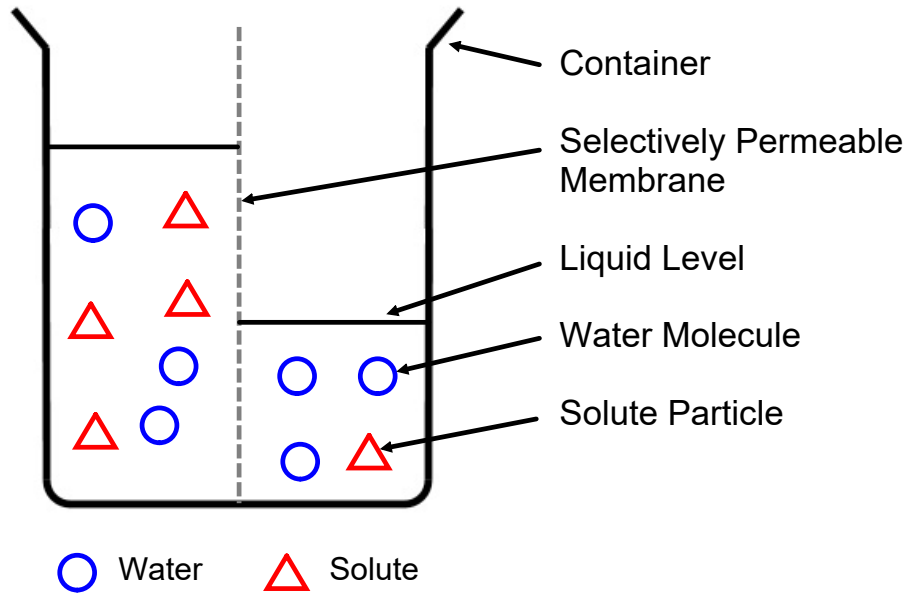 Container
Selectively Permeable
Membrane
Liquid Level
Water Molecule
Solute Particle
Water
Solute